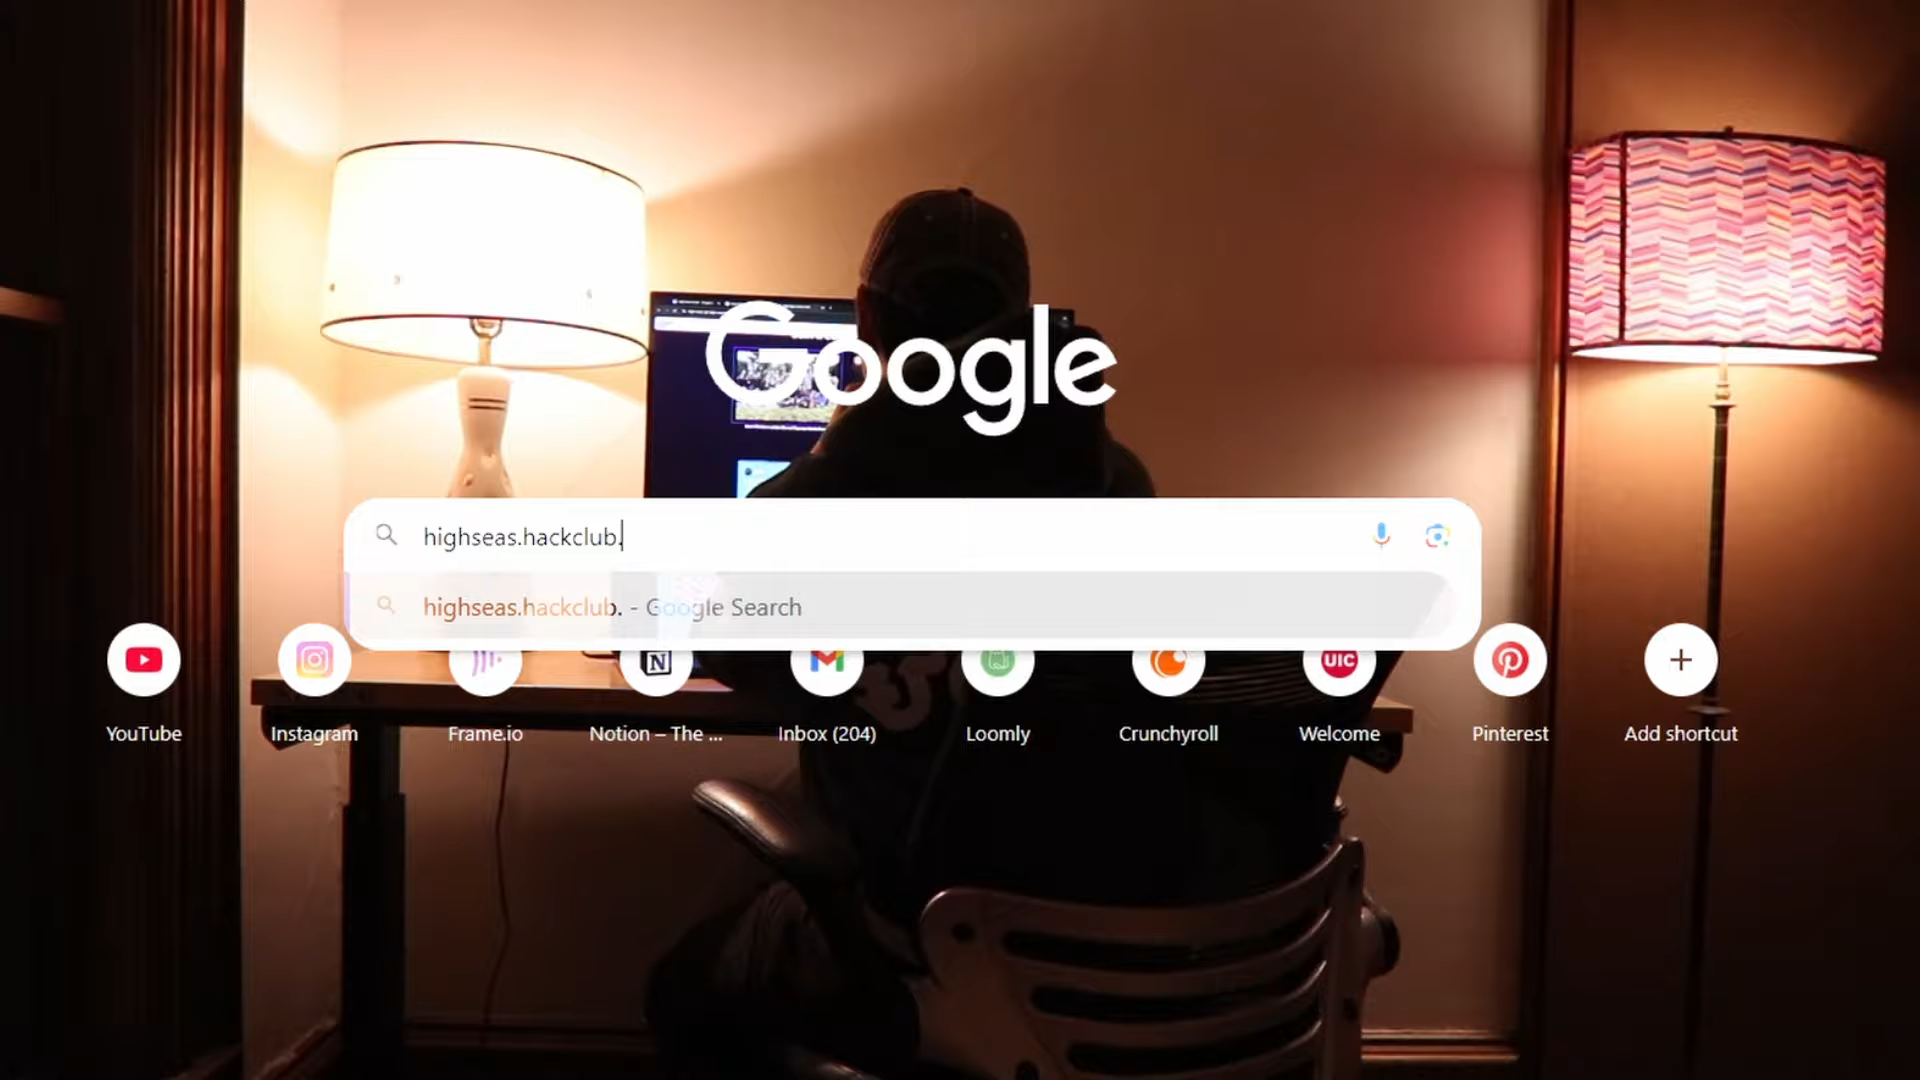 Google
highseas.hackclub.
highseas.hackclub. - Google Search
UIC
YouTube
Instagram
Frame.io
Notion – The ...
Inbox (204)
Loomly
Crunchyroll
Welcome
Pinterest
Add shortcut